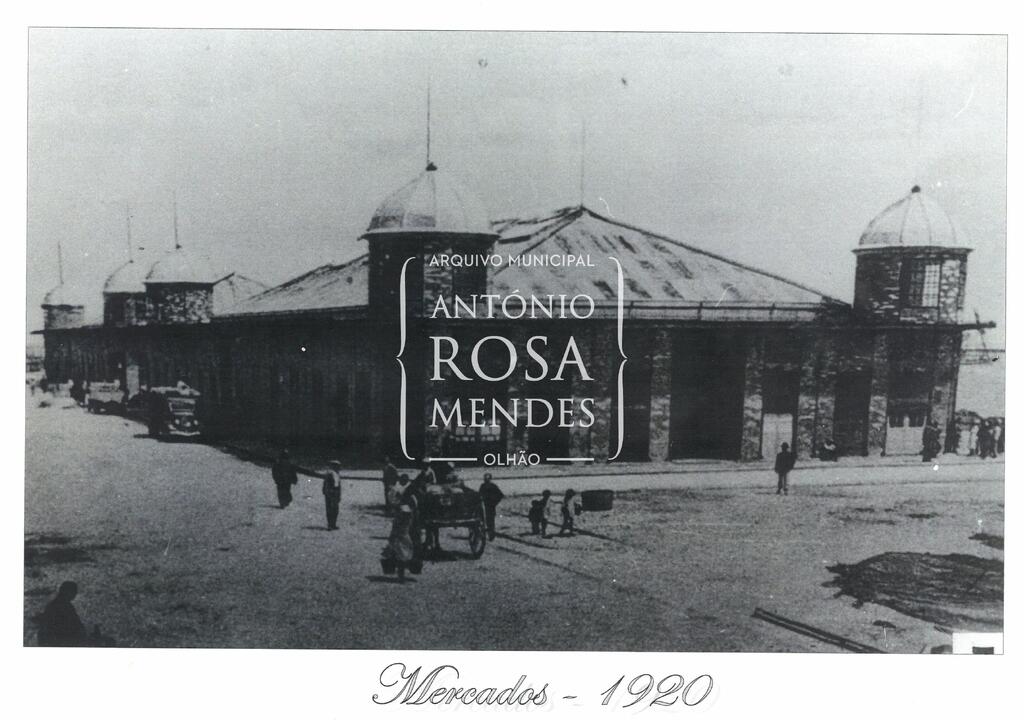 ARQUIVO MUNICIPAL
ANTÓNIO
ROSA
MENDES
OLHÃO
Mercados - 1920